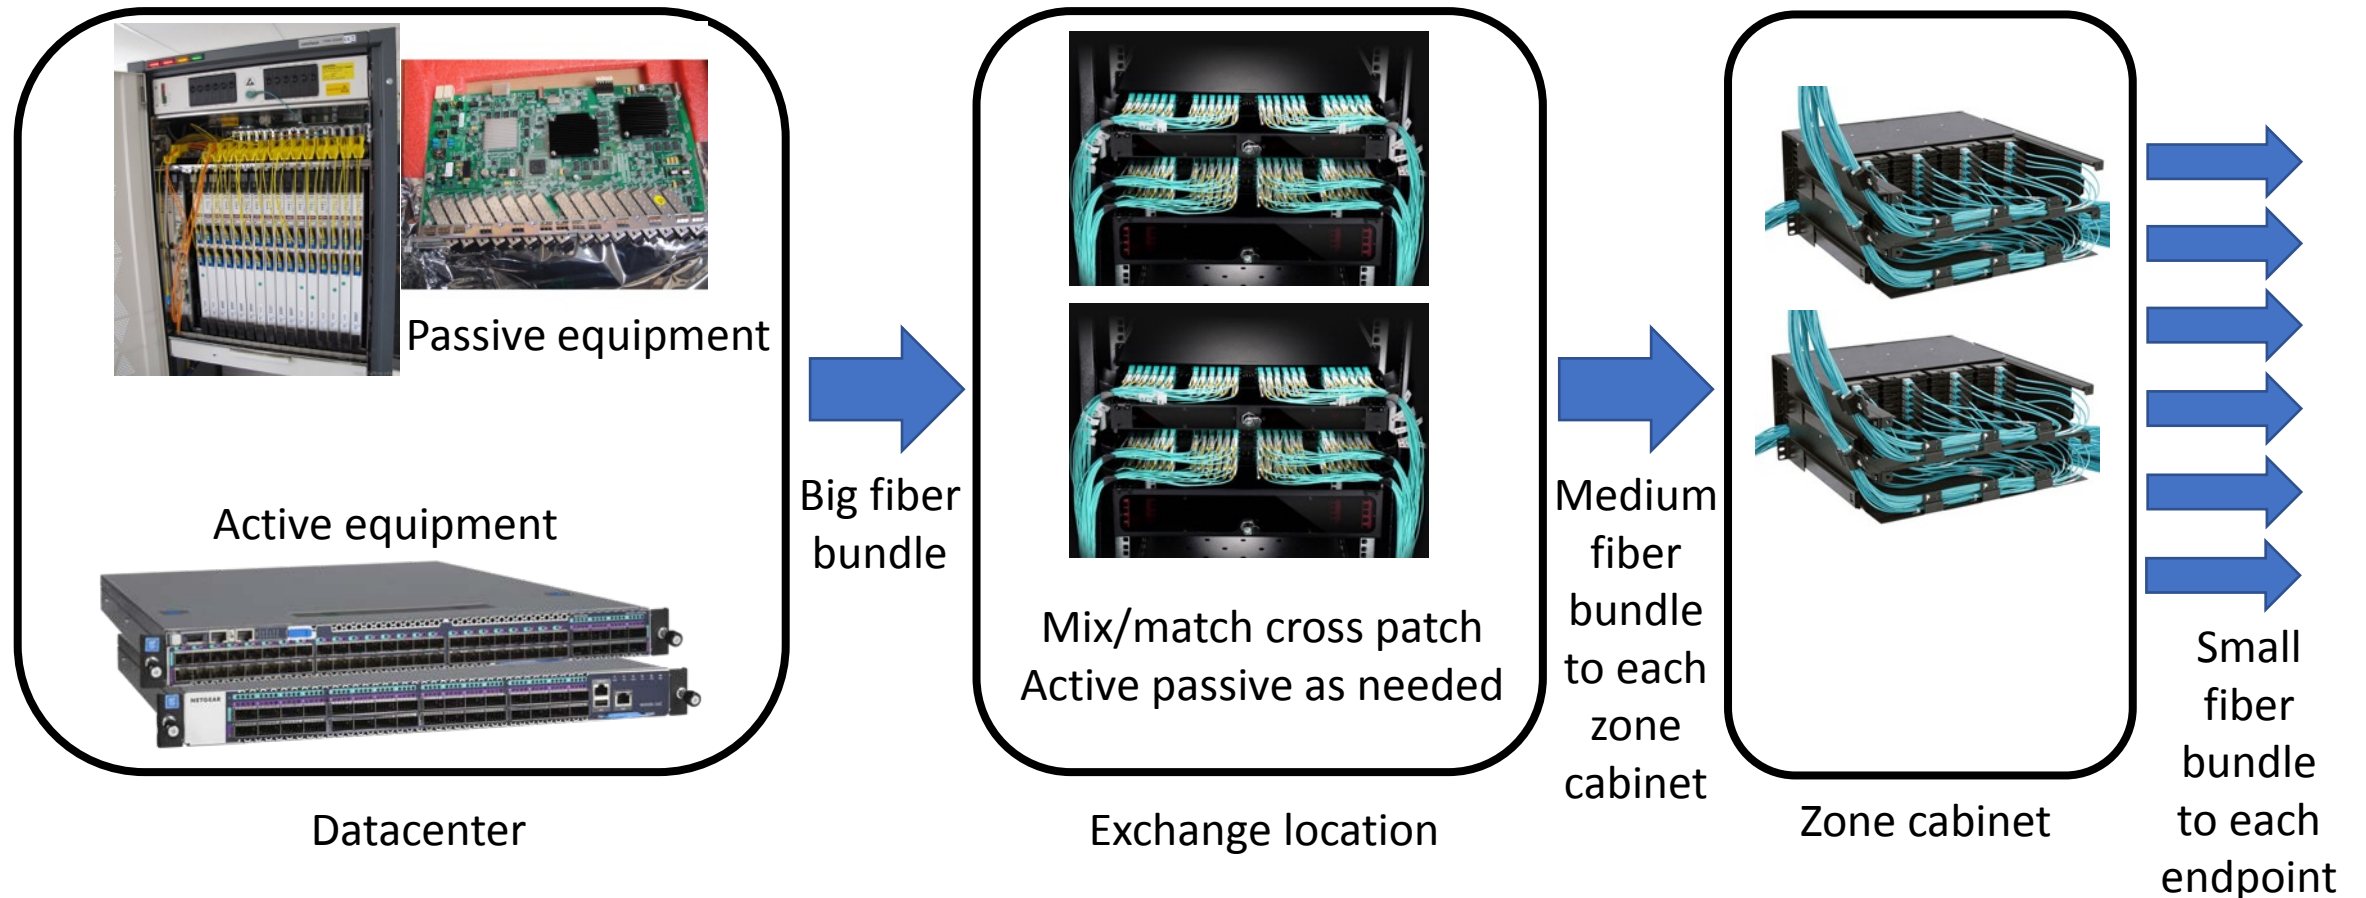 Passive equipment
Active equipment
NETGEAR
Datacenter
Big fiber
bundle
Mix/match cross patch
Active passive as needed
Exchange location
Medium
fiber
bundle
to each
zone
cabinet
Zone cabinet
Small
fiber
bundle
to each
endpoint